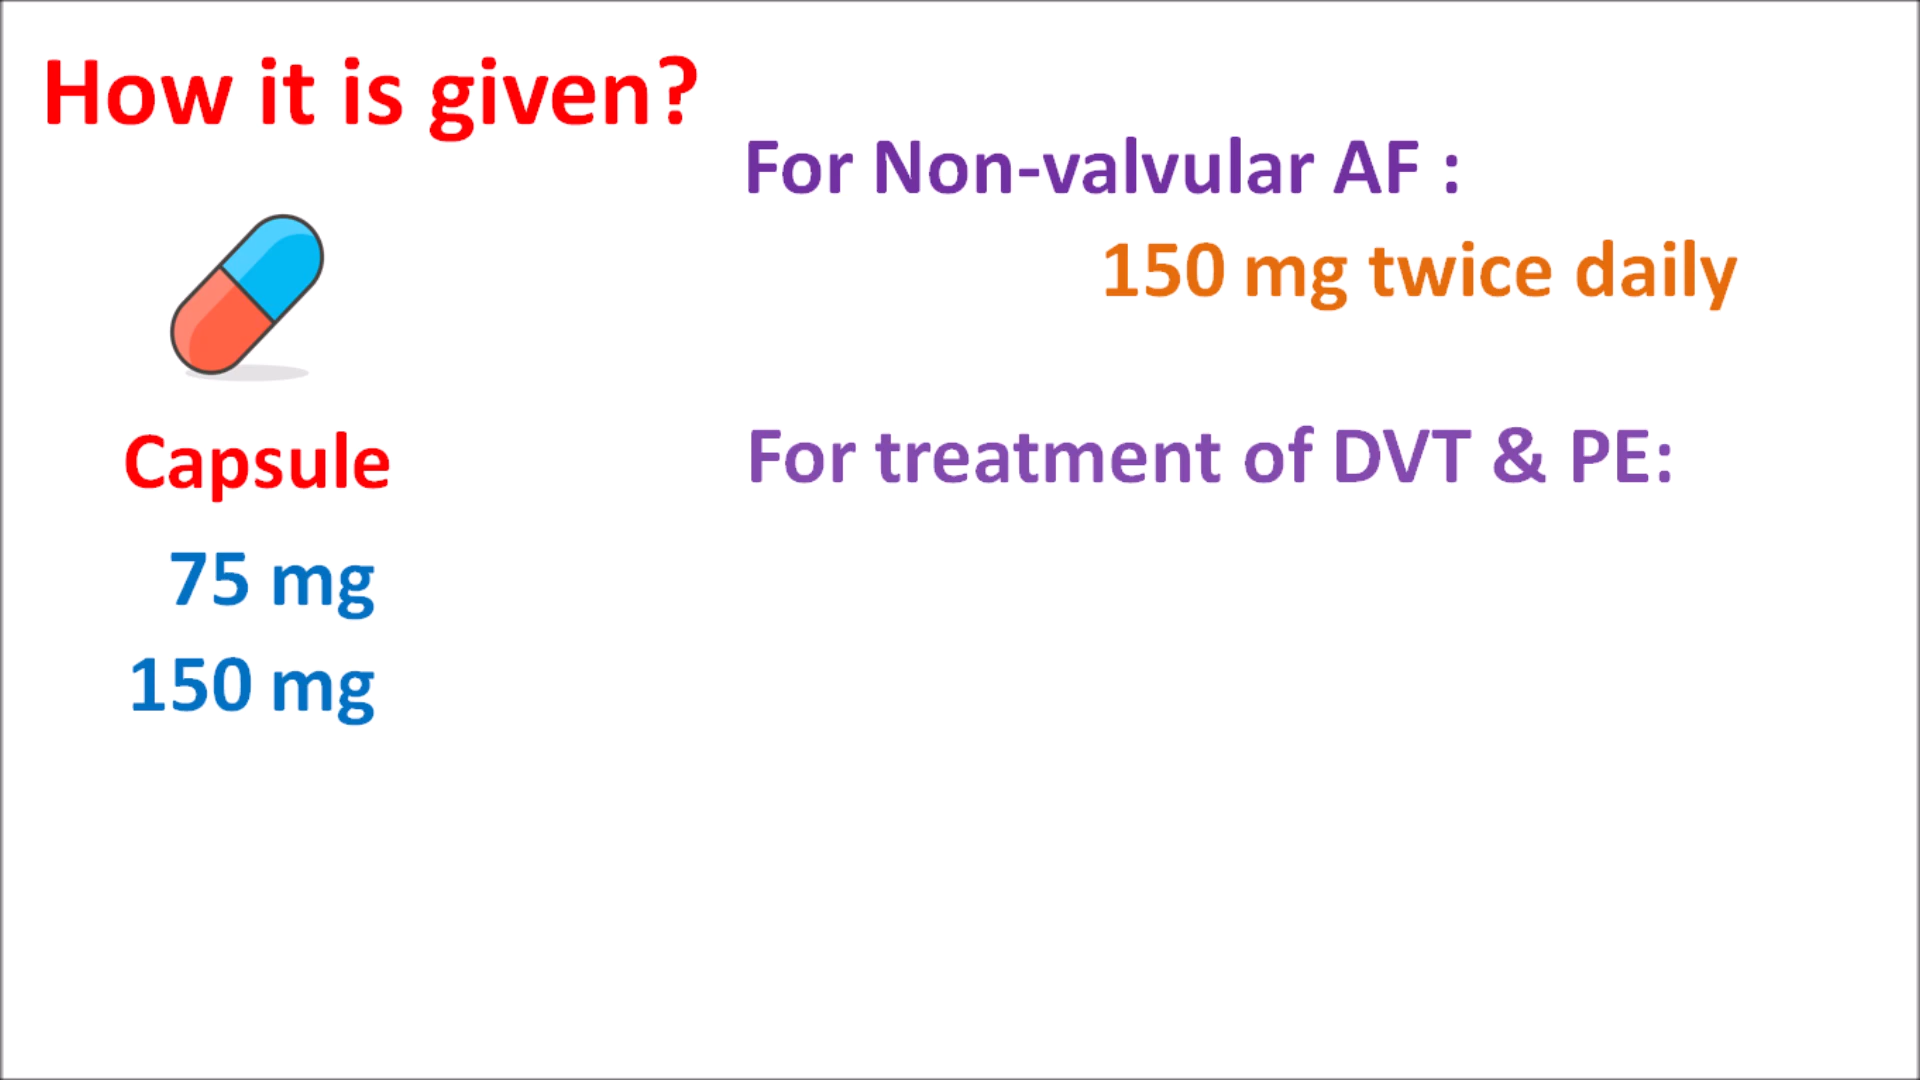 How it is given?
For Non-valvular AF :
150 mg twice daily
For treatment of DVT & PE:
Capsule
75 mg
150 mg